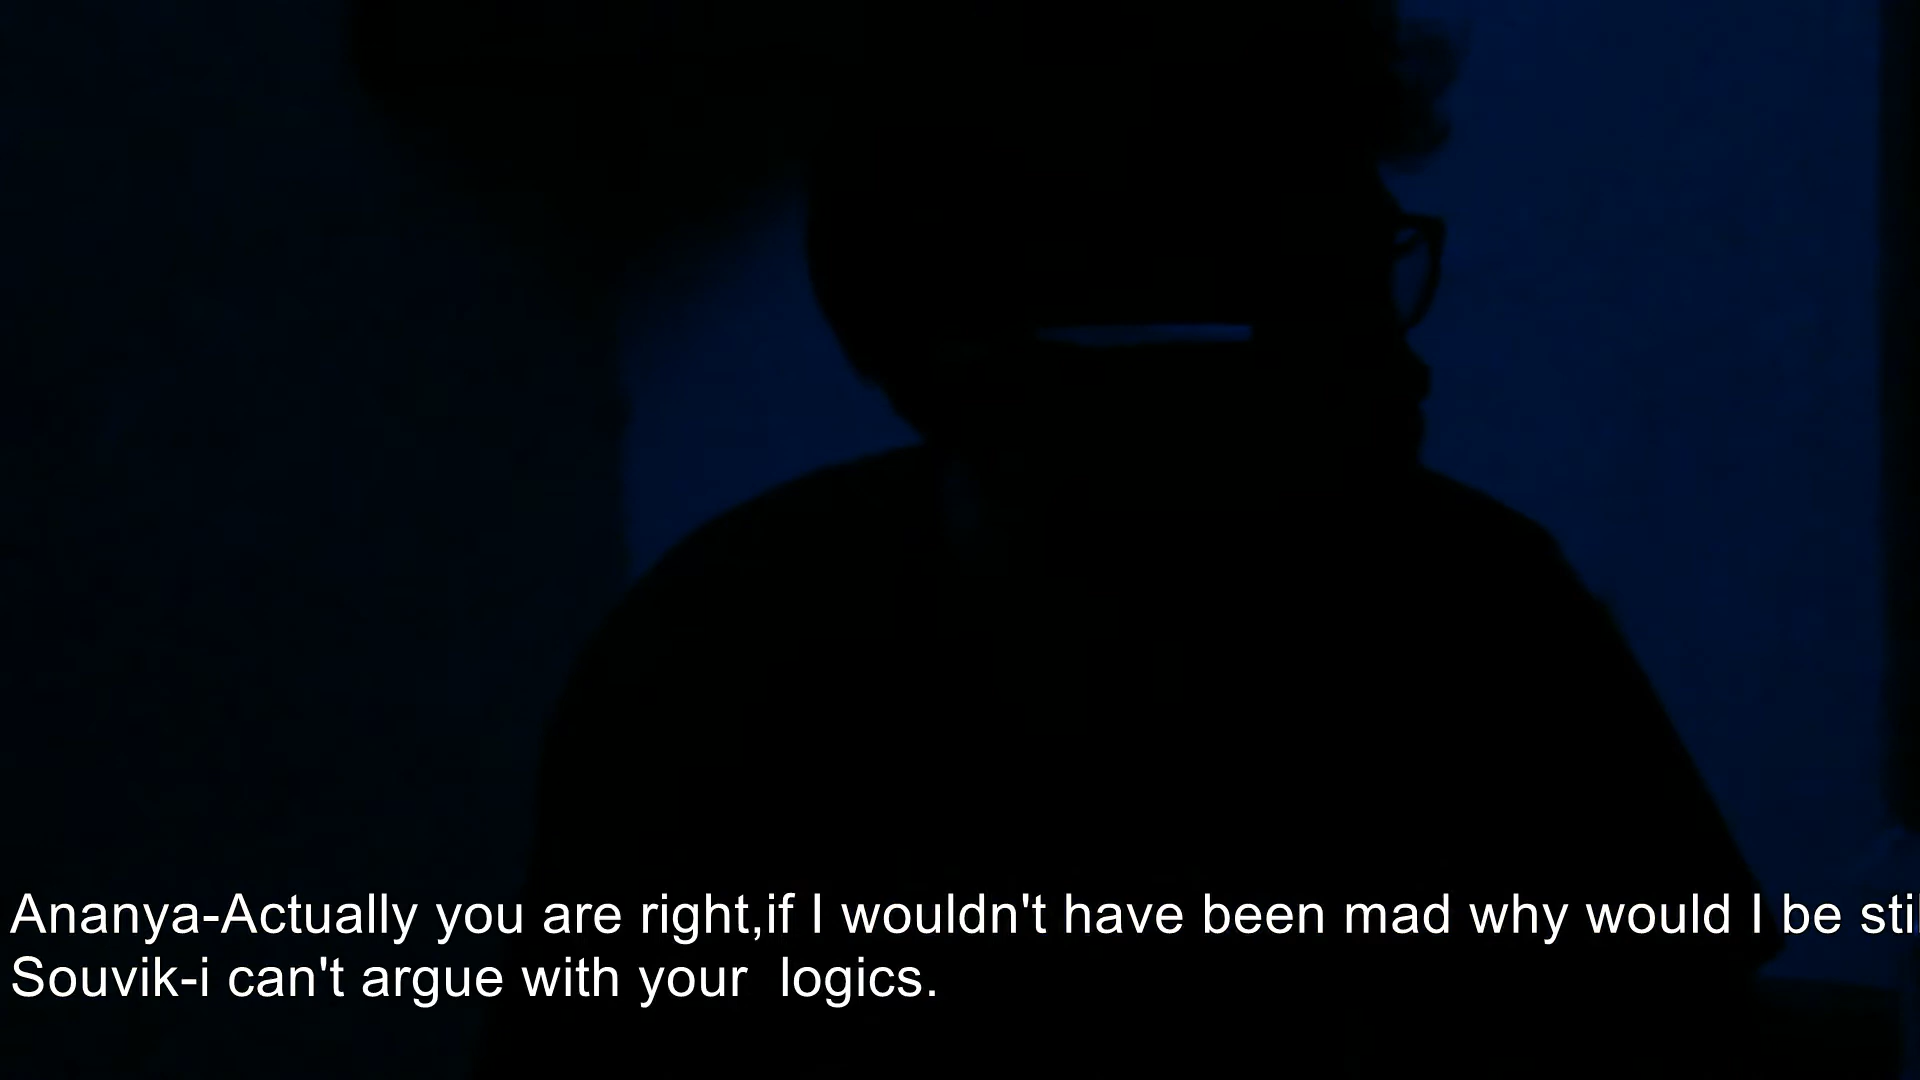 Ananya-Actually you are right,if I wouldn't have been mad why would I be
Souvik-i can't argue with your  logics.